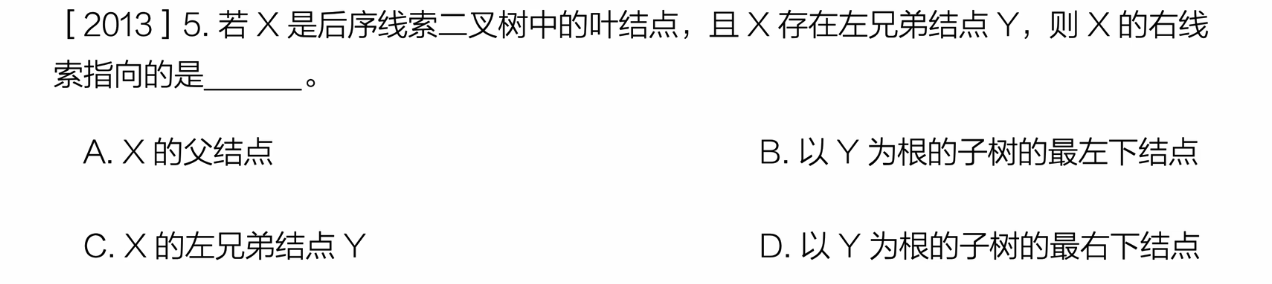 [ 2013 ] 5. 若 X 是后序线索二叉树中的叶结点，且 X 存在左兄弟结点 Y，则 X 的右线
索指向的是______。
A. X 的父结点
B. 以 Y 为根的子树的最左下结点
C. X 的左兄弟结点 Y
D. 以 Y 为根的子树的最右下结点